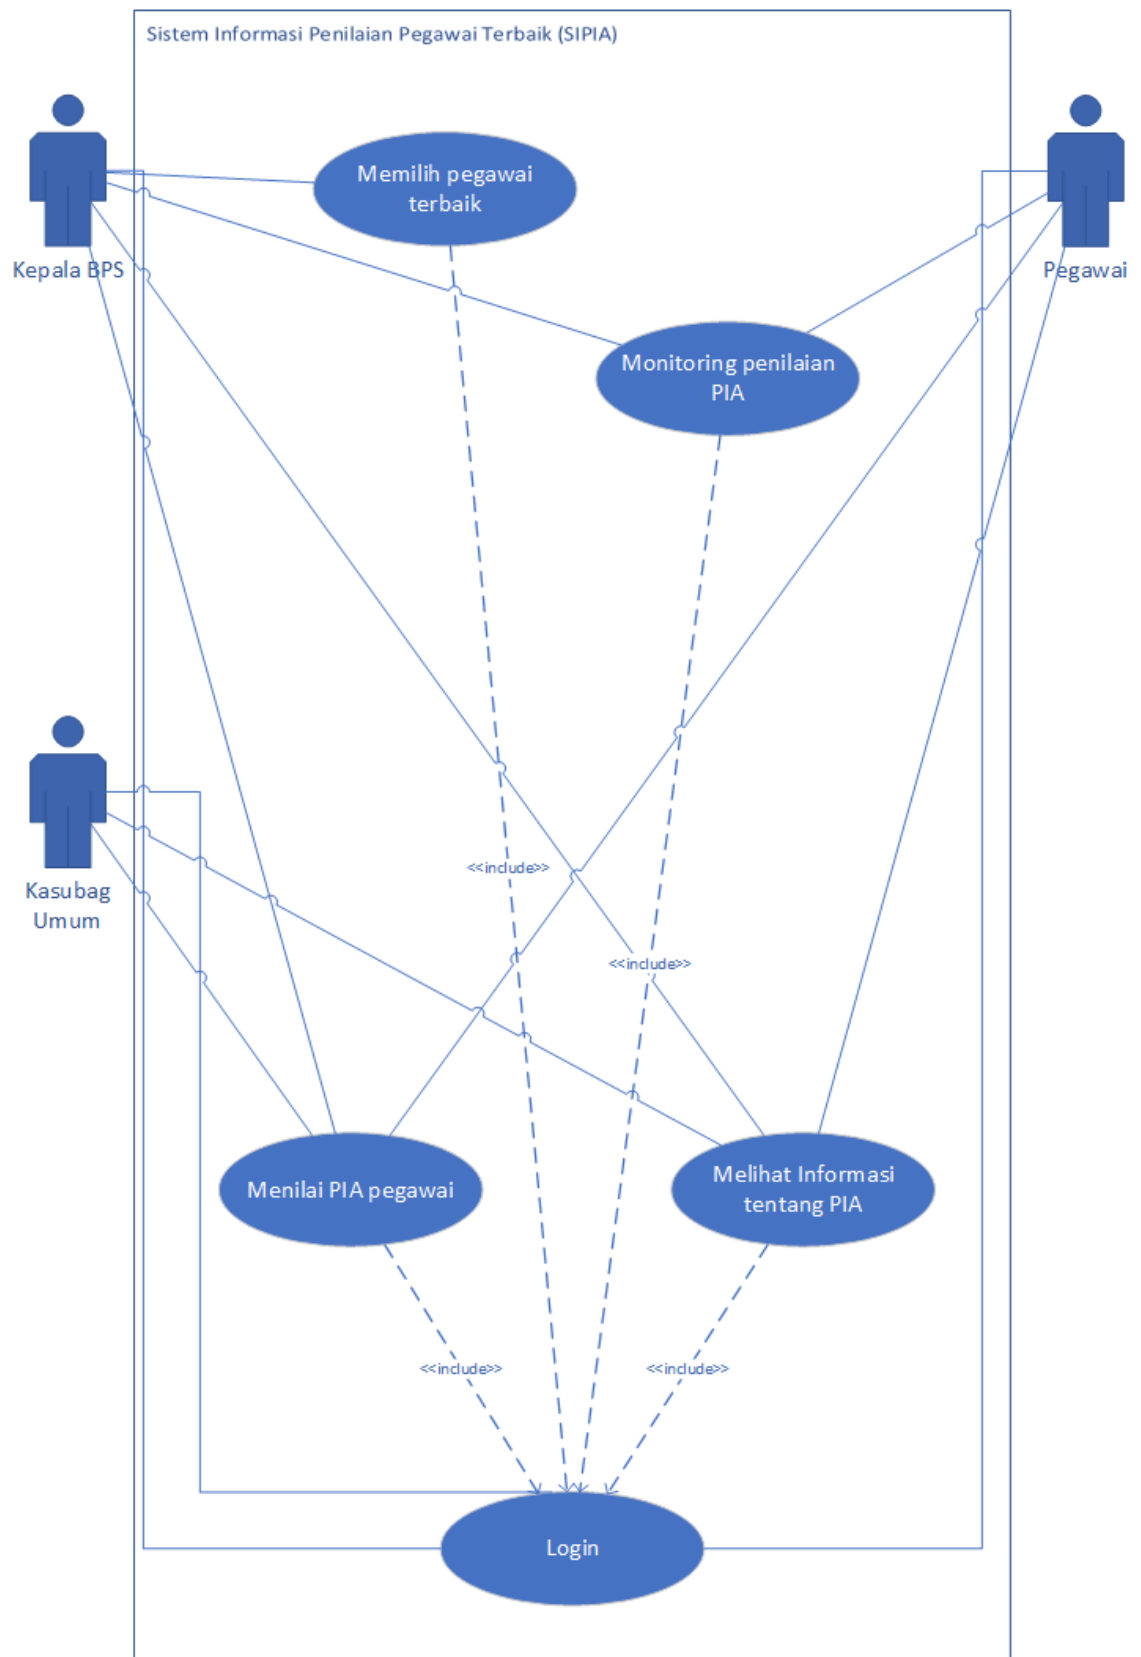 Sistem Informasi Penilaian Pegawai Terbaik (SIPIA)
Memilih pegawai
terbaik
Kepala BPS
Pegawai
Monitoring penilaian
PIA
<<include>>
Kasubag
Umum
<<include>>
Menilai PIA pegawai
Melihat Informasi
tentang PIA
<<include>>
<<include>>
Login